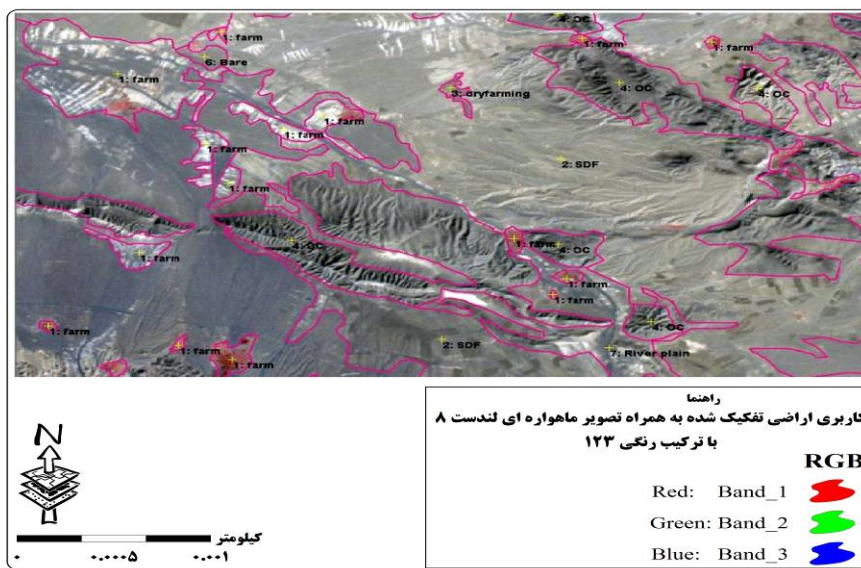 4: OC
1: farm
1: farm
1: farm
6: Bare
1: farm
4: OC
3: dryfarming
4: OC
1: farm
1: farm
1: farm
2: SDF
1: farm
1: farm
4: OC
4: OC
1: farm
1: farm
1: farm
4: OC
1: farm
1: farm
2: SDF
7: River plain
1: farm
راهنما
کاربری اراضی تفکیک شده به همراه تصویر ماهواره ای لندست ۸
با ترکیب رنگی ۱۲۳
RGB
Red: Band_1
Green: Band_2
Blue: Band_3
N
کیلومتر
۰ ۰.۰۰۰۵ ۰.۰۰۱